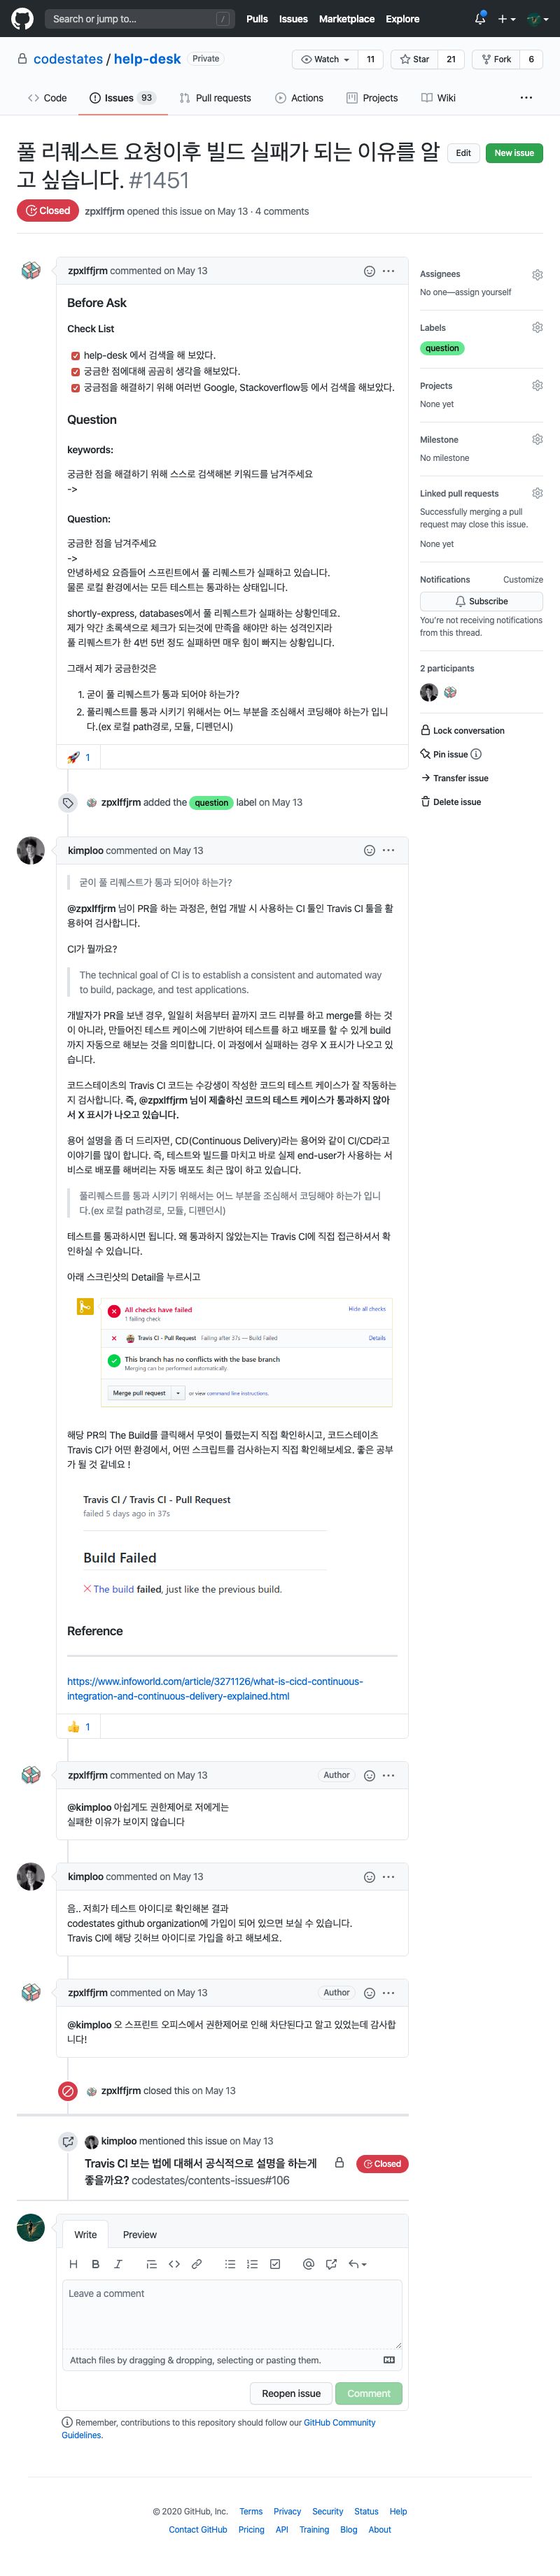 Search or jump to... /
Pulls Issues Marketplace Explore
codestates / help-desk Private
Watch 11 Star 21 Fork 6
Code Issues 93 Pull requests Actions Projects Wiki ...
풀 리퀘스트 요청이후 빌드 실패가 되는 이유를 알
고 싶습니다. #1451
Edit New issue
Closed zpxlffjrm opened this issue on May 13 · 4 comments
zpxlffjrm commented on May 13
Before Ask
Check List
help-desk 에서 검색을 해 보았다.
궁금한 점에대해 곰곰히 생각을 해보았다.
궁금점을 해결하기 위해 여러번 Google, Stackoverflow등 에서 검색을 해보았다.
Question
keywords:
궁금한 점을 해결하기 위해 스스로 검색해본 키워드를 남겨주세요
->
Question:
궁금한 점을 남겨주세요
->
안녕하세요 요즘들어 스프린트에서 풀 리퀘스트가 실패하고 있습니다.
물론 로컬 환경에서는 모든 테스트는 통과하는 상태입니다.
shortly-express, databases에서 풀 리퀘스트가 실패하는 상황인데요.
제가 약간 초록색으로 체크가 되는것에 만족을 해야만 하는 성격인지라
풀 리퀘스트가 한 4번 5번 정도 실패하면 매우 힘이 빠지는 상황입니다.
그래서 제가 궁금한것은
1. 굳이 풀 리퀘스트가 통과 되어야 하는가?
2. 풀리퀘스트를 통과 시키기 위해서는 어느 부분을 조심해서 코딩해야 하는가 입니
다.(ex 로컬 path경로, 모듈, 디펜던시)
🚀 1
Assignees
No one—assign yourself
Labels
question
Projects
None yet
Milestone
No milestone
Linked pull requests
Successfully merging a pull
request may close this issue.
None yet
Notifications Customize
Subscribe
You're not receiving notifications
from this thread.
2 participants
Lock conversation
Pin issue
Transfer issue
Delete issue
zpxlffjrm added the question label on May 13
kimploo commented on May 13
굳이 풀 리퀘스트가 통과 되어야 하는가?
@zpxlffjrm 님이 PR을 하는 과정은, 현업 개발 시 사용하는 CI 툴인 Travis CI 툴을 활
용하여 검사합니다.
CI가 뭘까요?
The technical goal of CI is to establish a consistent and automated way
to build, package, and test applications.
개발자가 PR을 보낸 경우, 일일히 처음부터 끝까지 코드 리뷰를 하고 merge를 하는 것
이 아니라, 만들어진 테스트 케이스에 기반하여 테스트를 하고 배포를 할 수 있게 build
까지 자동으로 해보는 것을 의미합니다. 이 과정에서 실패하는 경우 X 표시가 나오고 있
습니다.
코드스테이츠의 Travis CI 코드는 수강생이 작성한 코드의 테스트 케이스가 잘 작동하는
지 검사합니다. 즉, @zpxlffjrm 님이 제출하신 코드의 테스트 케이스가 통과하지 않아
서 X 표시가 나오고 있습니다.
용어 설명을 좀 더 드리자면, CD(Continuous Delivery)라는 용어와 같이 CI/CD라고
이야기를 많이 합니다. 즉, 테스트와 빌드를 마치고 바로 실제 end-user가 사용하는 서
비스로 배포를 해버리는 자동 배포도 최근 많이 하고 있습니다.
풀리퀘스트를 통과 시키기 위해서는 어느 부분을 조심해서 코딩해야 하는가 입니
다.(ex 로컬 path경로, 모듈, 디펜던시)
테스트를 통과하시면 됩니다. 왜 통과하지 않았는지는 Travis CI에 직접 접근하셔서 확
인하실 수 있습니다.
아래 스크린샷의 Detail을 누르시고
All checks have failed Hide all checks
1 failing check
Travis CI - Pull Request Failing after 37s — Build Failed Details
This branch has no conflicts with the base branch
Merging can be performed automatically.
Merge pull request or view command line instructions.
해당 PR의 The Build를 클릭해서 무엇이 틀렸는지 직접 확인하시고, 코드스테이츠
Travis CI가 어떤 환경에서, 어떤 스크립트를 검사하는지 직접 확인해보세요. 좋은 공부
가 될 것 같네요 !
Travis CI / Travis CI - Pull Request
failed 5 days ago in 37s
Build Failed
The build failed, just like the previous build.
Reference
https://www.infoworld.com/article/3271126/what-is-cicd-continuous-
integration-and-continuous-delivery-explained.html
👍 1
zpxlffjrm commented on May 13 Author
@kimploo 아쉽게도 권한제어로 저에게는
실패한 이유가 보이지 않습니다
kimploo commented on May 13
음.. 저희가 테스트 아이디로 확인해본 결과
codestates github organization에 가입이 되어 있으면 보실 수 있습니다.
Travis CI에 해당 깃허브 아이디로 가입을 하고 해보세요.
zpxlffjrm commented on May 13 Author
@kimploo 오 스프린트 오피스에서 권한제어로 인해 차단된다고 알고 있었는데 감사합
니다!
zpxlffjrm closed this on May 13
kimploo mentioned this issue on May 13
Travis CI 보는 법에 대해서 공식적으로 설명을 하는게
좋을까요? codestates/contents-issues#106
Closed
Write Preview
Leave a comment
Attach files by dragging & dropping, selecting or pasting them.
Reopen issue Comment
Remember, contributions to this repository should follow our GitHub Community
Guidelines.
© 2020 GitHub, Inc. Terms Privacy Security Status Help
Contact GitHub Pricing API Training Blog About